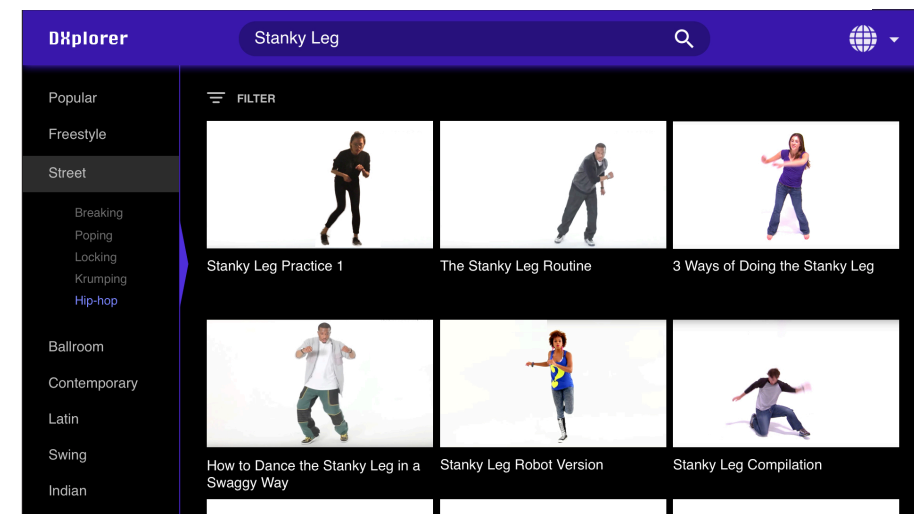 DXplorer
Stanky Leg
Popular
Freestyle
Street
Breaking
Poping
Locking
Krumping
Hip-hop
Ballroom
Contemporary
Latin
Swing
Indian
FILTER
Stanky Leg Practice 1
The Stanky Leg Routine
3 Ways of Doing the Stanky Leg
How to Dance the Stanky Leg in a
Swaggy Way
Stanky Leg Robot Version
Stanky Leg Compilation